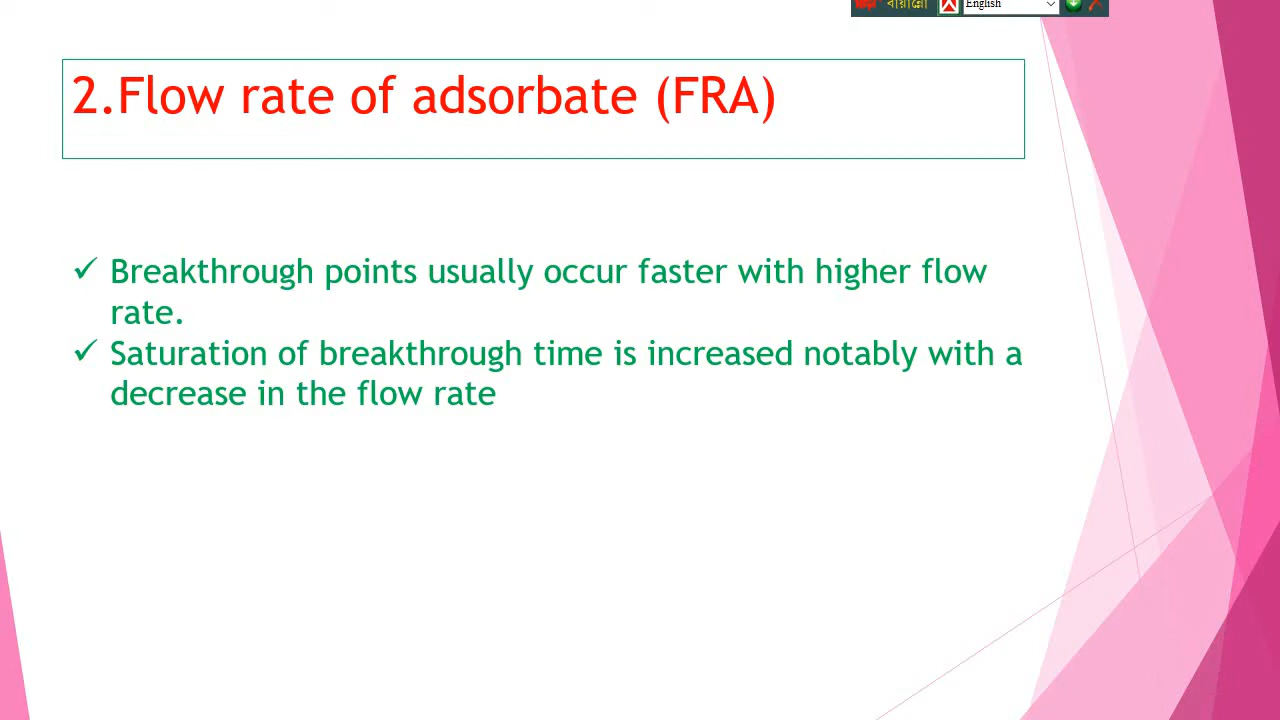 বায়ান্নো English
2.Flow rate of adsorbate (FRA)
✓ Breakthrough points usually occur faster with higher flow
rate.
✓ Saturation of breakthrough time is increased notably with a
decrease in the flow rate